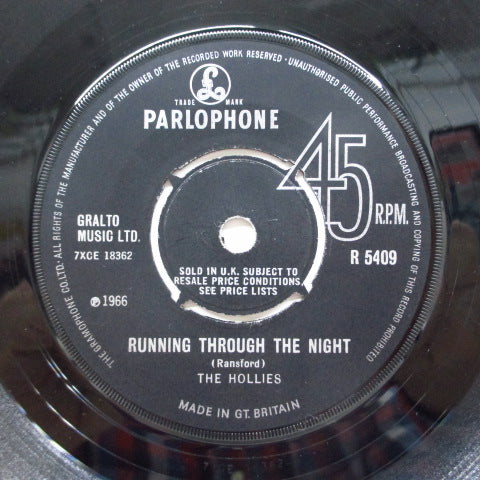 THE GRAMOPHONE CO. LTD. ALL RIGHTS OF THE MANUFACTURER AND OF THE OWNER OF THE RECORDED WORK RESERVED · UNAUTHORISED PUBLIC PERFORMANCE BROADCASTING AND COPYING OF THIS RECORD PROHIBITED
£
TRADE MARK
PARLOPHONE
45 R.P.M.
GRALTO
MUSIC LTD.
7XCE 18362
R 5409
SOLD IN U.K. SUBJECT TO
RESALE PRICE CONDITIONS,
SEE PRICE LISTS
℗1966
RUNNING THROUGH THE NIGHT
(Ransford)
THE HOLLIES
MADE IN GT. BRITAIN